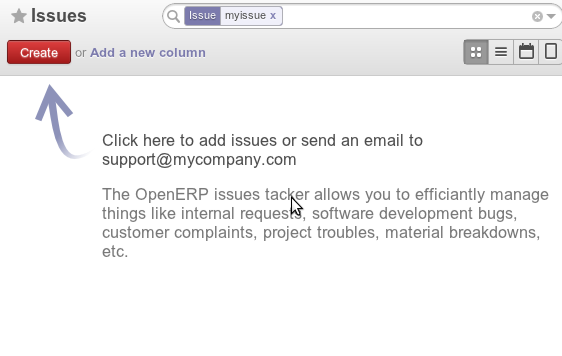 Issues
Issue myissue x
Create or Add a new column
Click here to add issues or send an email to
support@mycompany.com
The OpenERP issues tacker allows you to efficiantly manage
things like internal requests, software development bugs,
customer complaints, project troubles, material breakdowns,
etc.